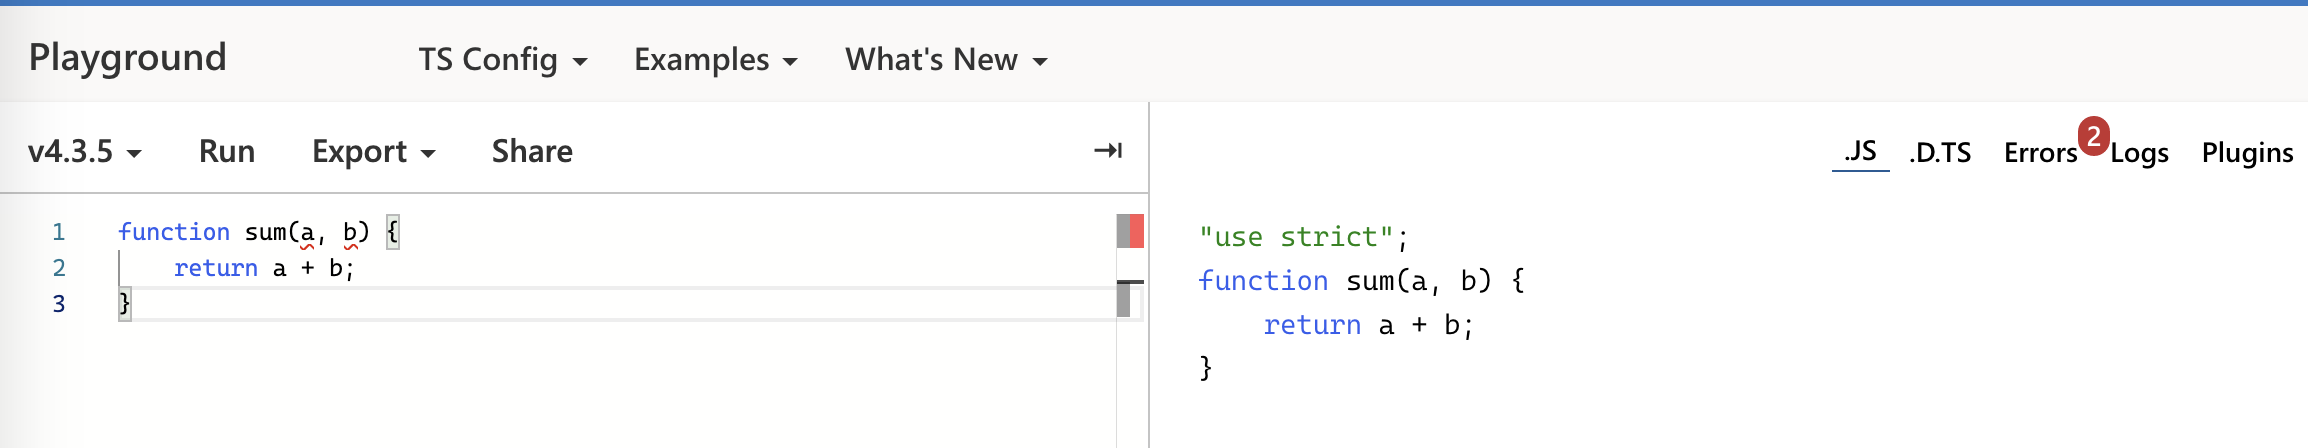 Playground TS Config Examples What's New
v4.3.5 Run Export Share
1 function sum(a, b) {
2     return a + b;
3 }
.JS .D.TS Errors 2 Logs Plugins
"use strict";
function sum(a, b) {
    return a + b;
}